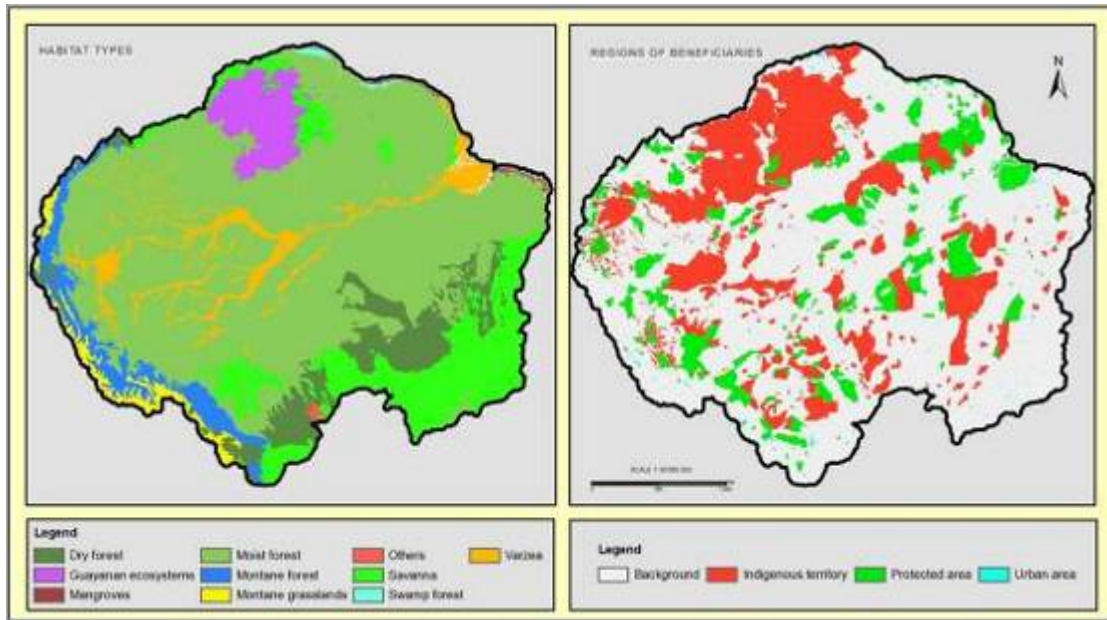 HABITAT TYPES
REGIONS OF BENEFICIARIES
N
Legend
Dry forest
Moist forest
Others
Varzea
Guayanan ecosystems
Montane forest
Savanna
Mangroves
Montane grasslands
Swamp forest
Legend
Background
Indigenous territory
Protected area
Urban area